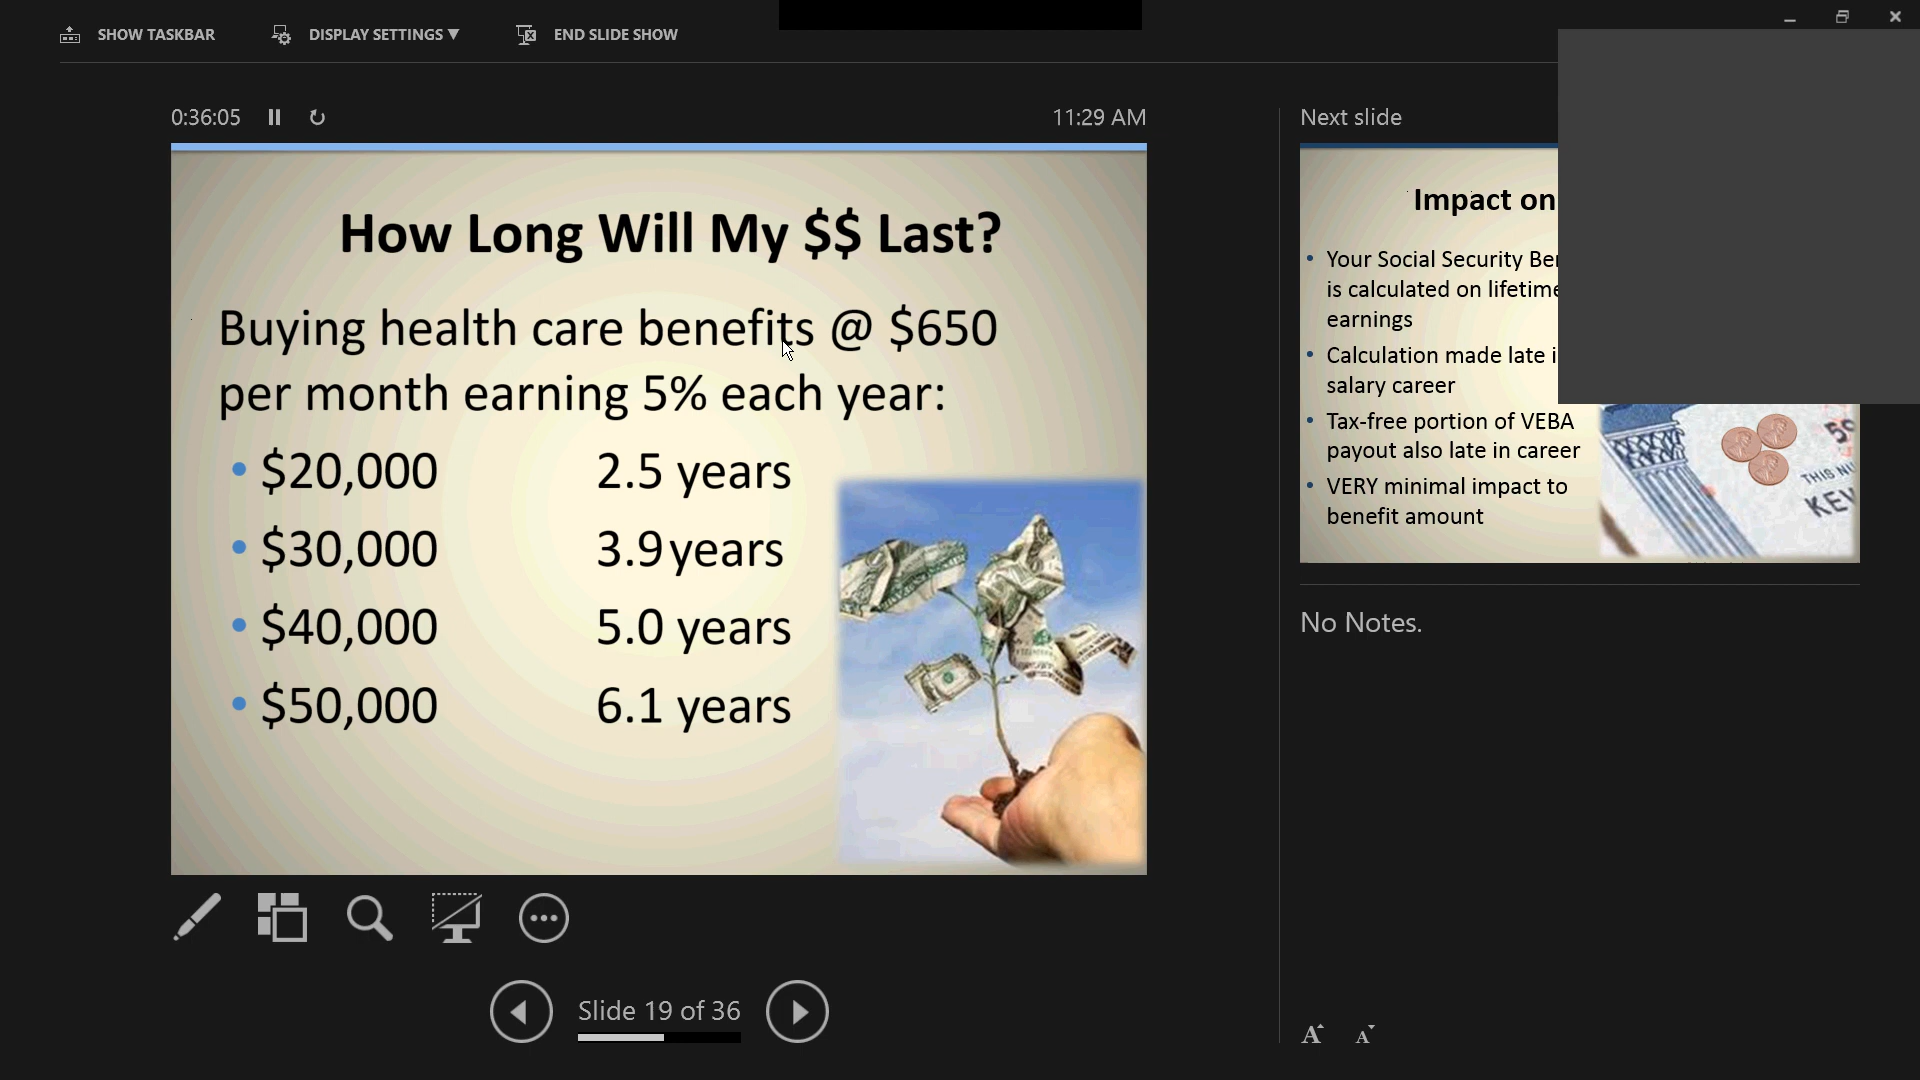 SHOW TASKBAR
DISPLAY SETTINGS ▼
END SLIDE SHOW
0:36:05
11:29 AM
How Long Will My $$ Last?
Buying health care benefits @ $650
per month earning 5% each year:
• $20,000 2.5 years
• $30,000 3.9 years
• $40,000 5.0 years
• $50,000 6.1 years
Slide 19 of 36
Next slide
Impact on
• Your Social Security
is calculated on
earnings
• Calculation made late
salary career
• Tax-free portion of VEBA
payout also late in career
• VERY minimal impact to
benefit amount
THIS
No Notes.
A A